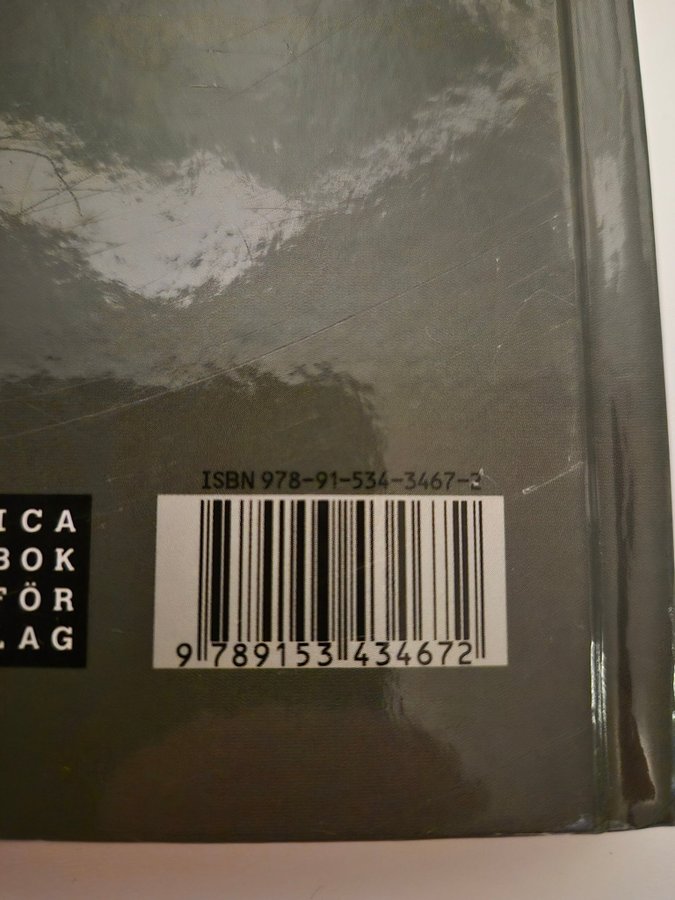 ISBN 978-91-534-3467-2
ICA
BOK
FÖR
LAG
9 789153 434672